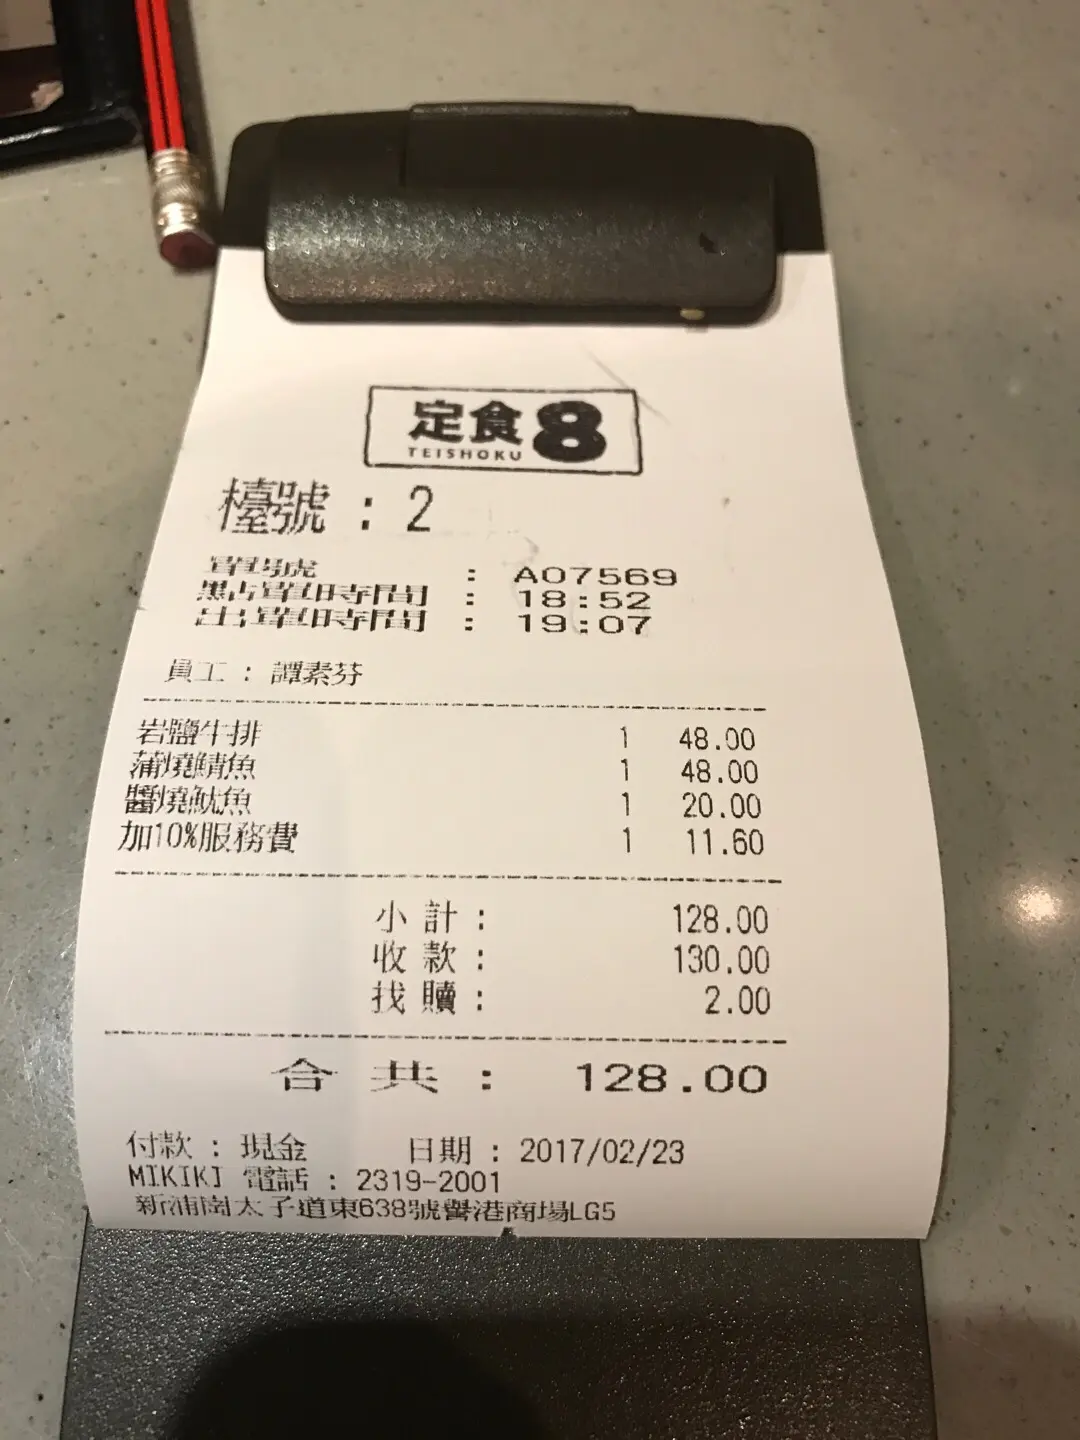 定食8
TEISHOKU
檯號 : 2
單號 : A07569
點單時間 : 18:52
出單時間 : 19:07
員工 : 譚素芬
岩鹽牛排 1 48.00
蒲燒鯖魚 1 48.00
醬燒魷魚 1 20.00
加10%服務費 1 11.60
小計 : 128.00
收款 : 130.00
找贖 : 2.00
合共 : 128.00
付款 : 現金 日期 : 2017/02/23
MIKIKI 電話 : 2319-2001
新浦崗太子道東638號譽港商場LG5